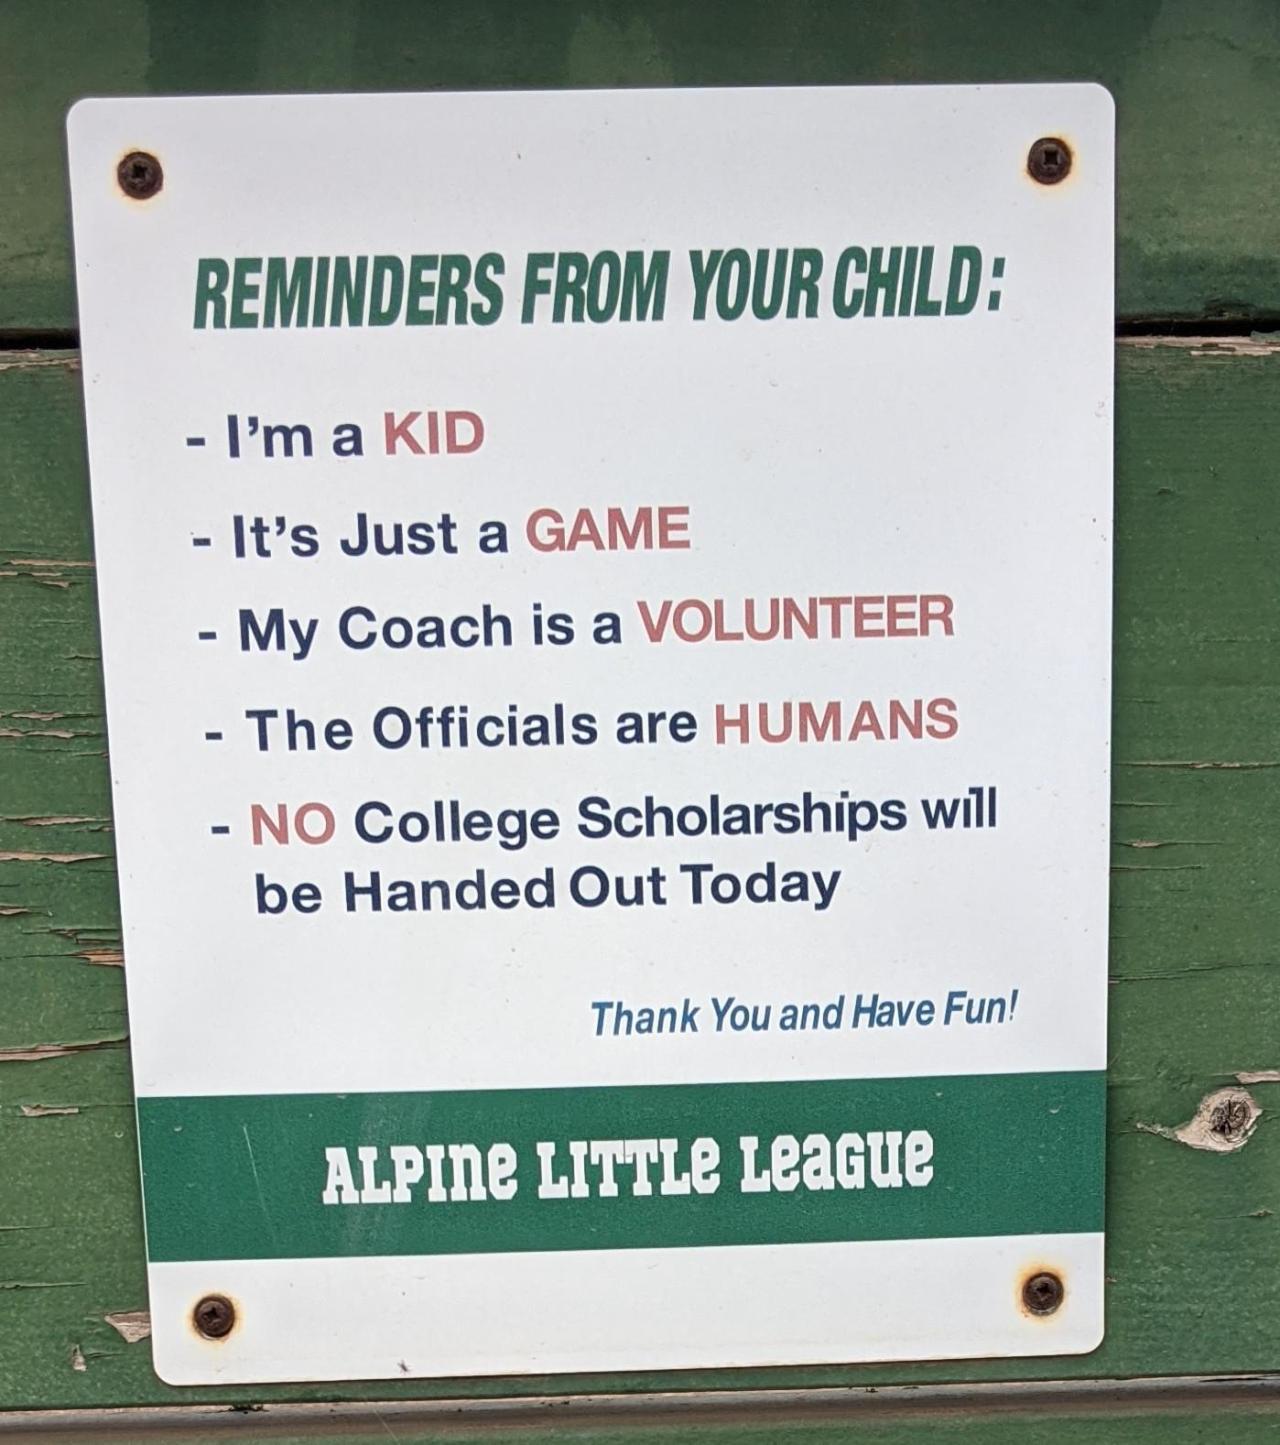 REMINDERS FROM YOUR CHILD:
- I'm a KID
- It's Just a GAME
- My Coach is a VOLUNTEER
- The Officials are HUMANS
- NO College Scholarships will
be Handed Out Today
Thank You and Have Fun!
ALPINE LITTLE LEAGUE